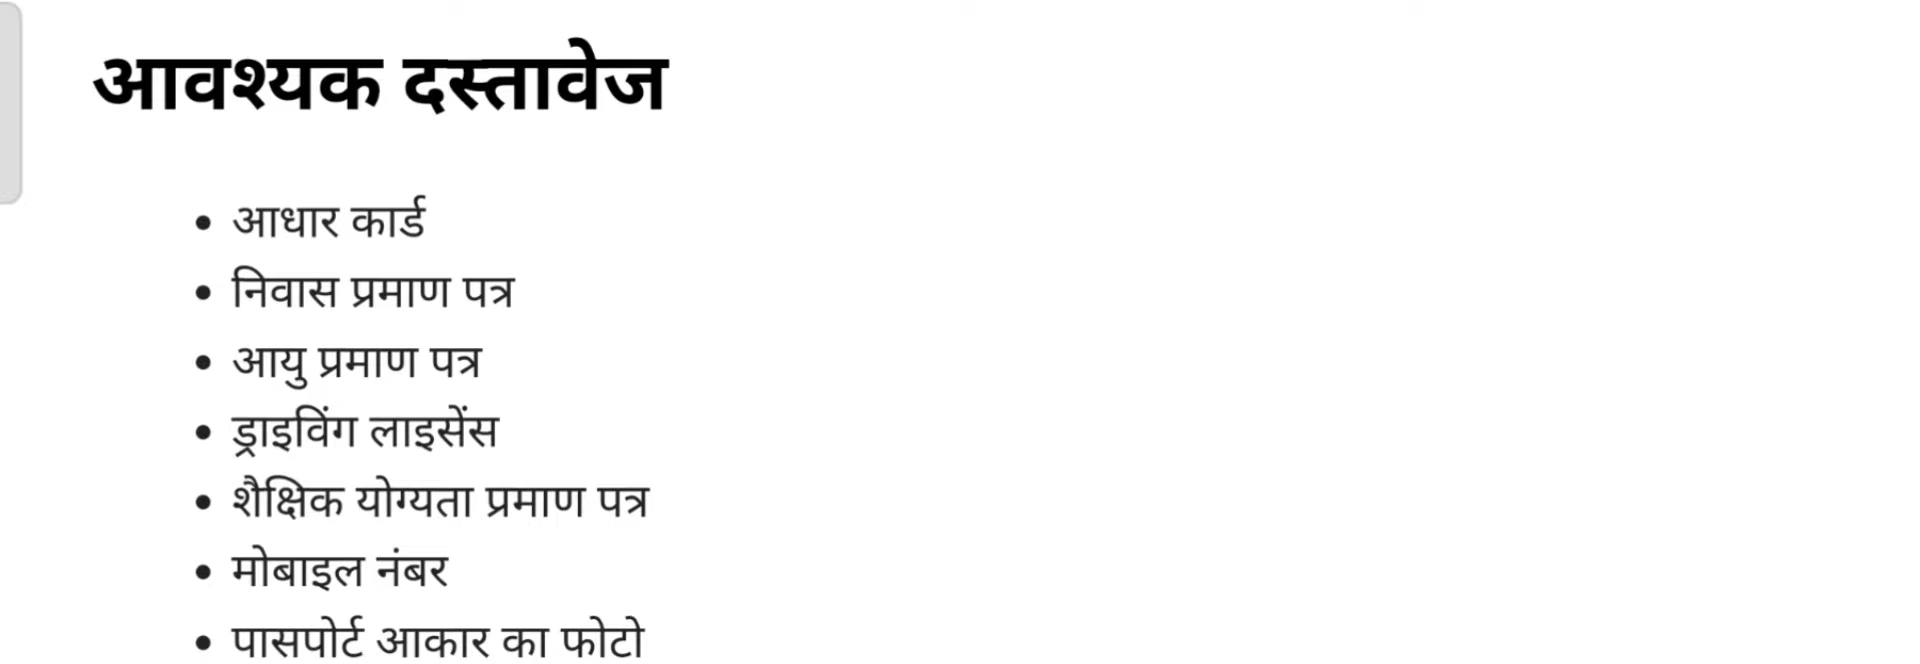 आवश्यक दस्तावेज
• आधार कार्ड
• निवास प्रमाण पत्र
• आयु प्रमाण पत्र
• ड्राइविंग लाइसेंस
• शैक्षिक योग्यता प्रमाण पत्र
• मोबाइल नंबर
• पासपोर्ट आकार का फोटो